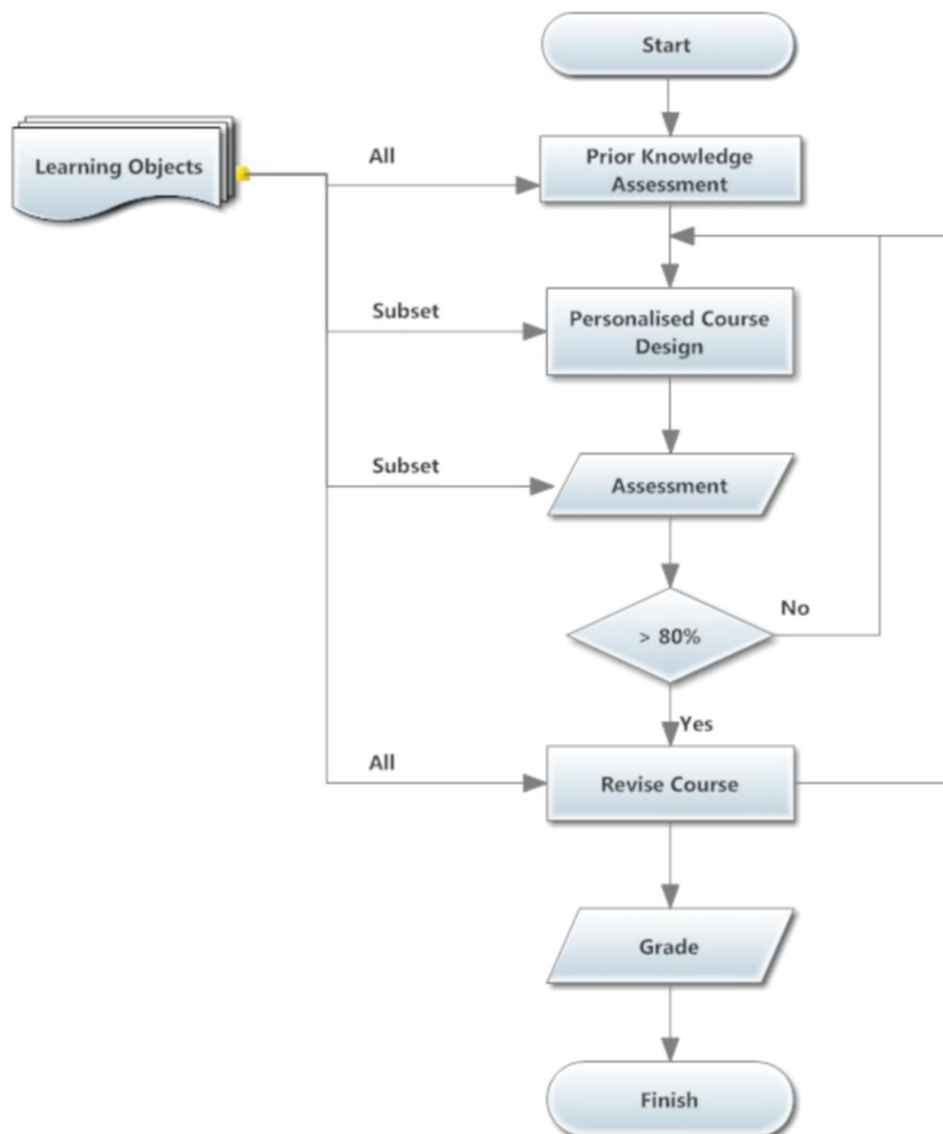 Start
Learning Objects
All
Prior Knowledge
Assessment
Subset
Personalised Course
Design
Subset
Assessment
> 80%
No
Yes
All
Revise Course
Grade
Finish